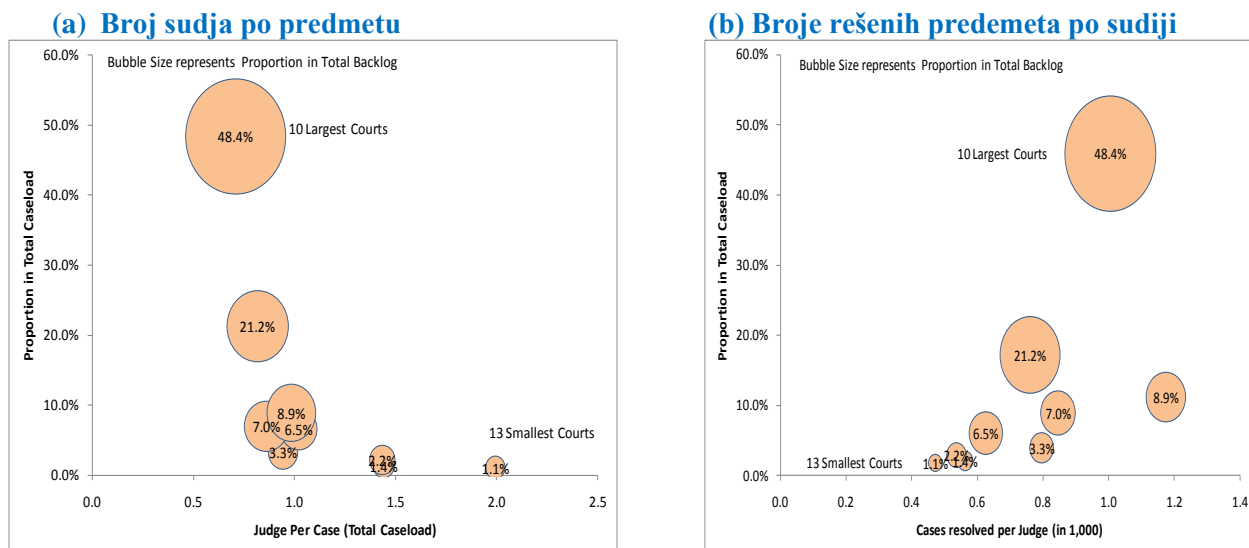 (a) Broj sudja po predmetu
60.0%
Bubble Size represents Proportion in Total Backlog
50.0%
48.4%
10 Largest Courts
40.0%
Proportion in Total Caseload
30.0%
20.0%
21.2%
10.0%
8.9%
7.0%
6.5%
13 Smallest Courts
3.3%
2.2%
1.4%
1.1%
0.0%
0.0 0.5 1.0 1.5 2.0 2.5
Judge Per Case (Total Caseload)
(b) Broje rešenih predemeta po sudiji
60.0%
Bubble Size represents Proportion in Total Backlog
50.0%
10 Largest Courts
48.4%
40.0%
Proportion in Total Caseload
30.0%
20.0%
21.2%
10.0%
8.9%
7.0%
6.5%
3.3%
2.2%
13 Smallest Courts
1.1%
1.4%
0.0%
0.0 0.2 0.4 0.6 0.8 1.0 1.2 1.4
Cases resolved per Judge (in 1,000)